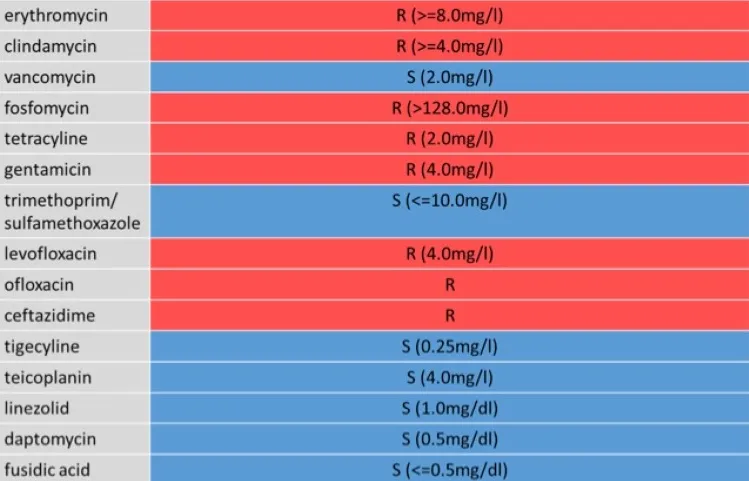 erythromycin R (>=8.0mg/l)
clindamycin R (>=4.0mg/l)
vancomycin S (2.0mg/l)
fosfomycin R (>128.0mg/l)
tetracyline R (2.0mg/l)
gentamicin R (4.0mg/l)
trimethoprim/ S (<=10.0mg/l)
sulfamethoxazole
levofloxacin R (4.0mg/l)
ofloxacin R
ceftazidime R
tigecyline S (0.25mg/l)
teicoplanin S (4.0mg/l)
linezolid S (1.0mg/dl)
daptomycin S (0.5mg/dl)
fusidic acid S (<=0.5mg/dl)